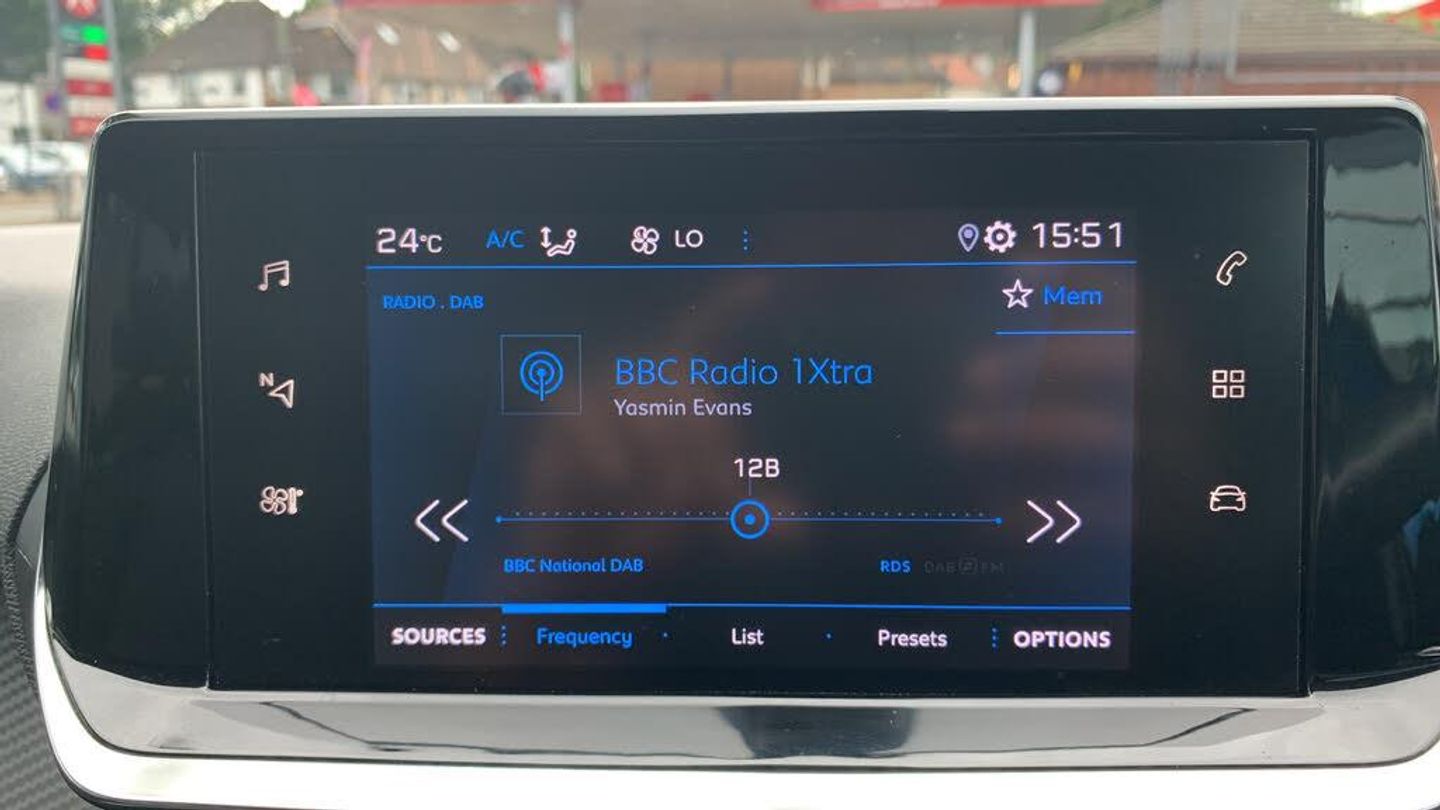 24°C A/C LO 15:51
RADIO . DAB
Mem
BBC Radio 1Xtra
Yasmin Evans
N
12B
BBC National DAB RDS DAB FM
SOURCES Frequency List Presets OPTIONS